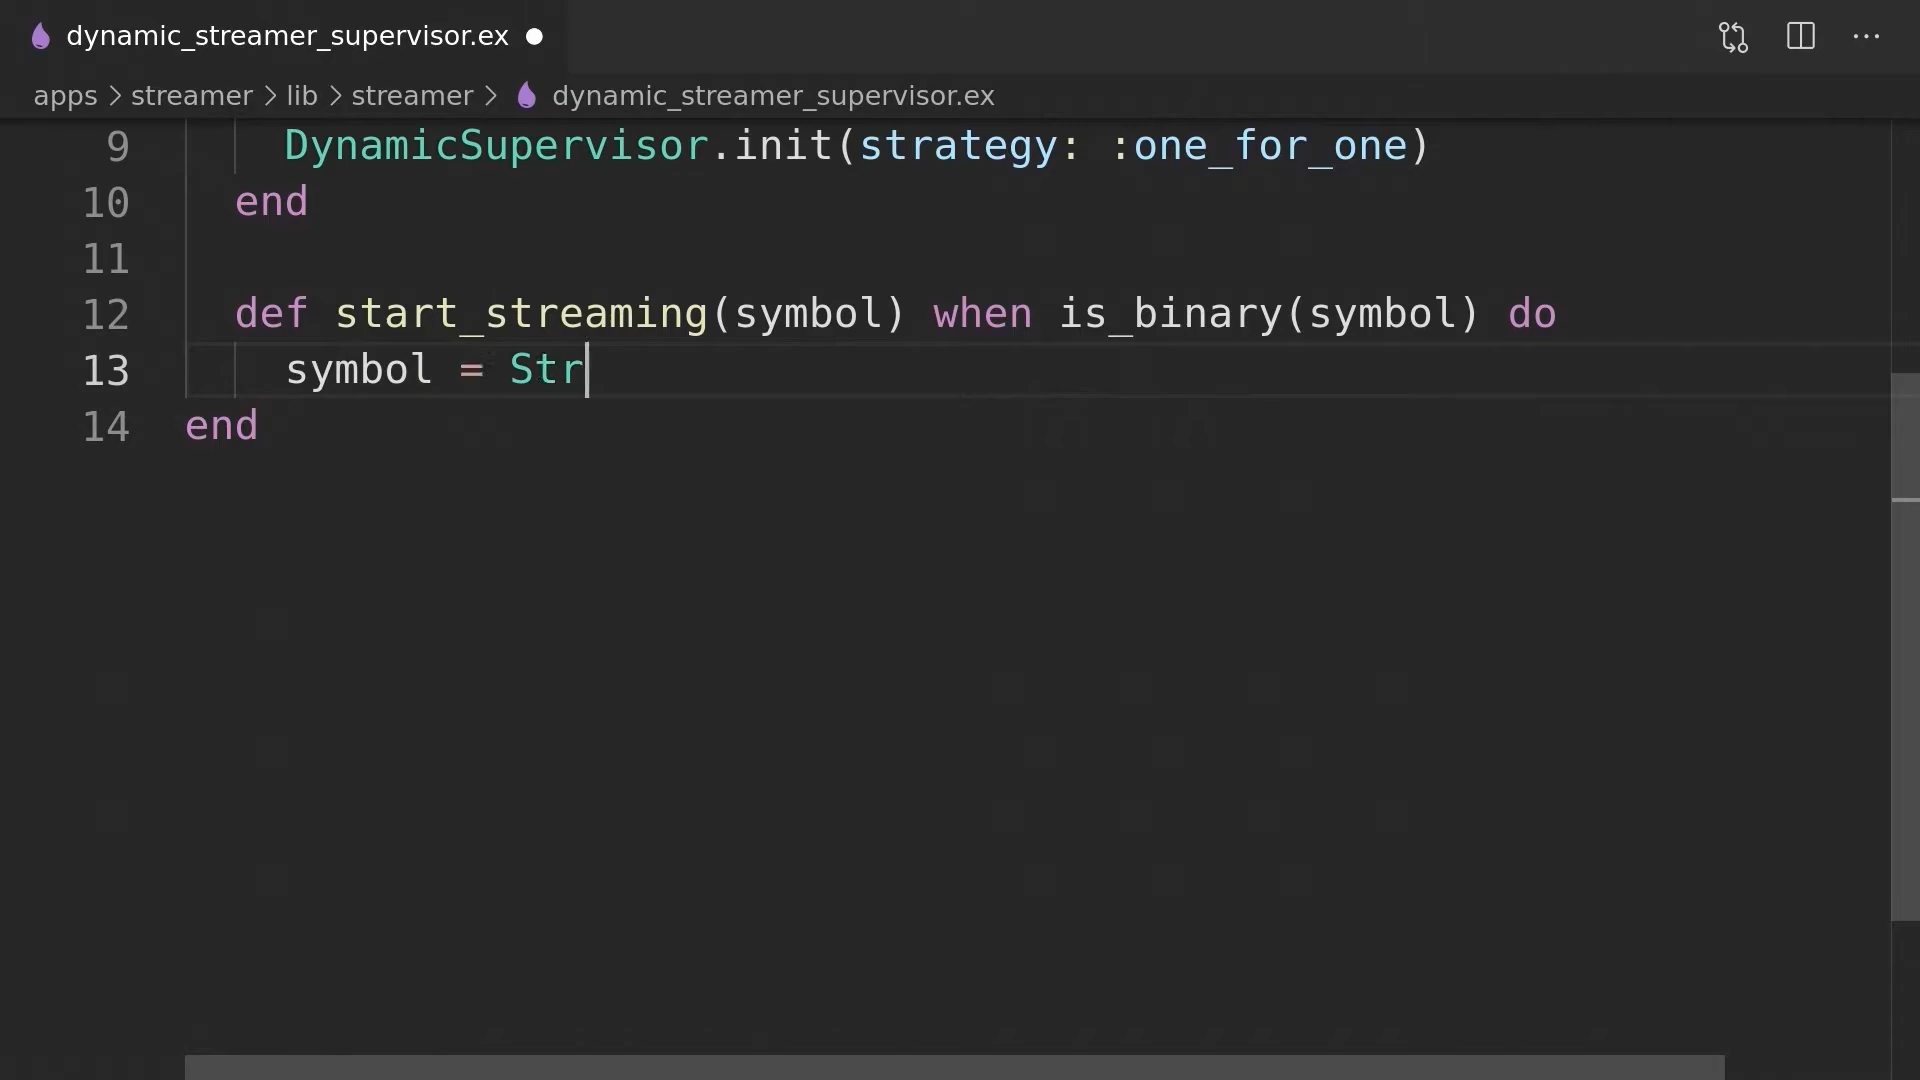 dynamic_streamer_supervisor.ex
apps > streamer > lib > streamer > dynamic_streamer_supervisor.ex
9 DynamicSupervisor.init(strategy: :one_for_one)
10 end
11
12 def start_streaming(symbol) when is_binary(symbol) do
13 symbol = Str
14 end